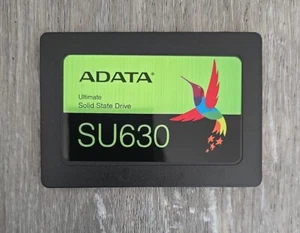 ADATA
Ultimate
Solid State Drive
SU630